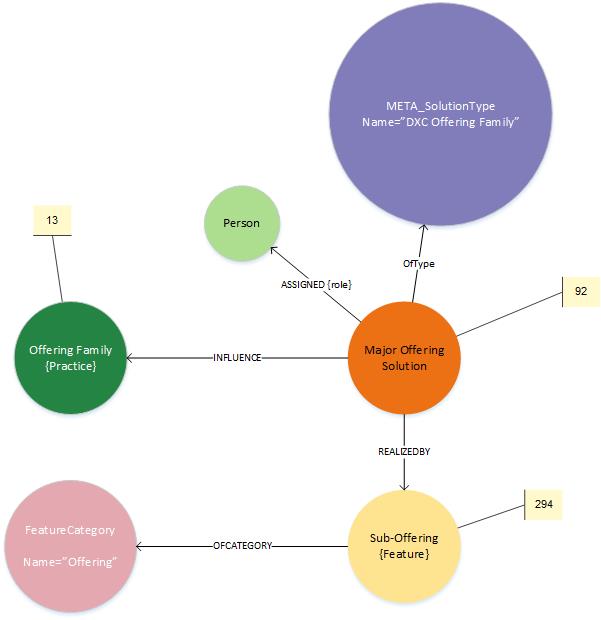 META_SolutionType
Name=”DXC Offering Family”
13
Person
OfType
ASSIGNED {role}
92
Offering Family
{Practice}
INFLUENCE
Major Offering
Solution
REALIZEDBY
294
FeatureCategory
Name=”Offering”
OFCATEGORY
Sub-Offering
{Feature}